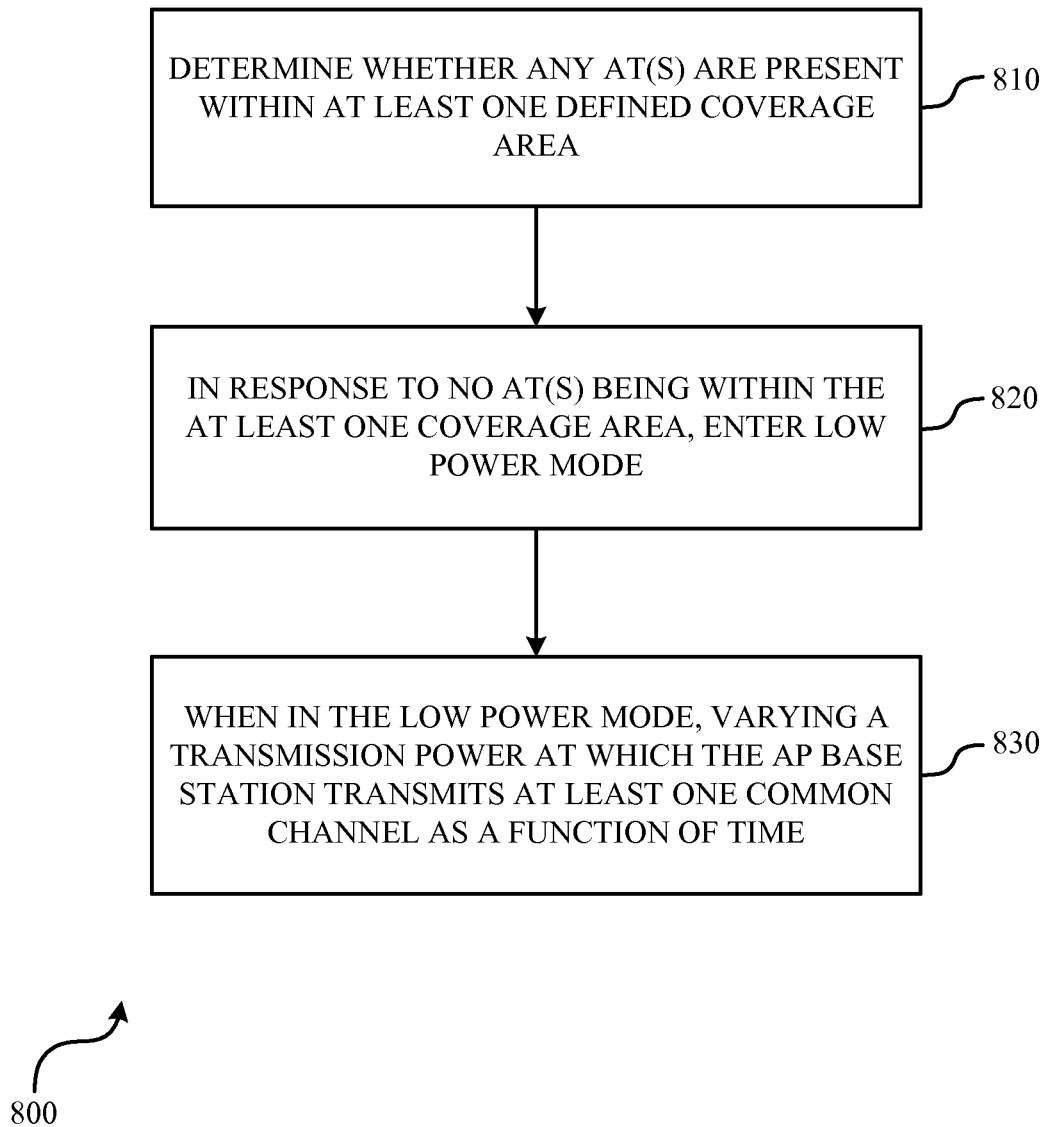 DETERMINE WHETHER ANY AT(S) ARE PRESENT
WITHIN AT LEAST ONE DEFINED COVERAGE
AREA
810
IN RESPONSE TO NO AT(S) BEING WITHIN THE
AT LEAST ONE COVERAGE AREA, ENTER LOW
POWER MODE
820
WHEN IN THE LOW POWER MODE, VARYING A
TRANSMISSION POWER AT WHICH THE AP BASE
STATION TRANSMITS AT LEAST ONE COMMON
CHANNEL AS A FUNCTION OF TIME
830
800